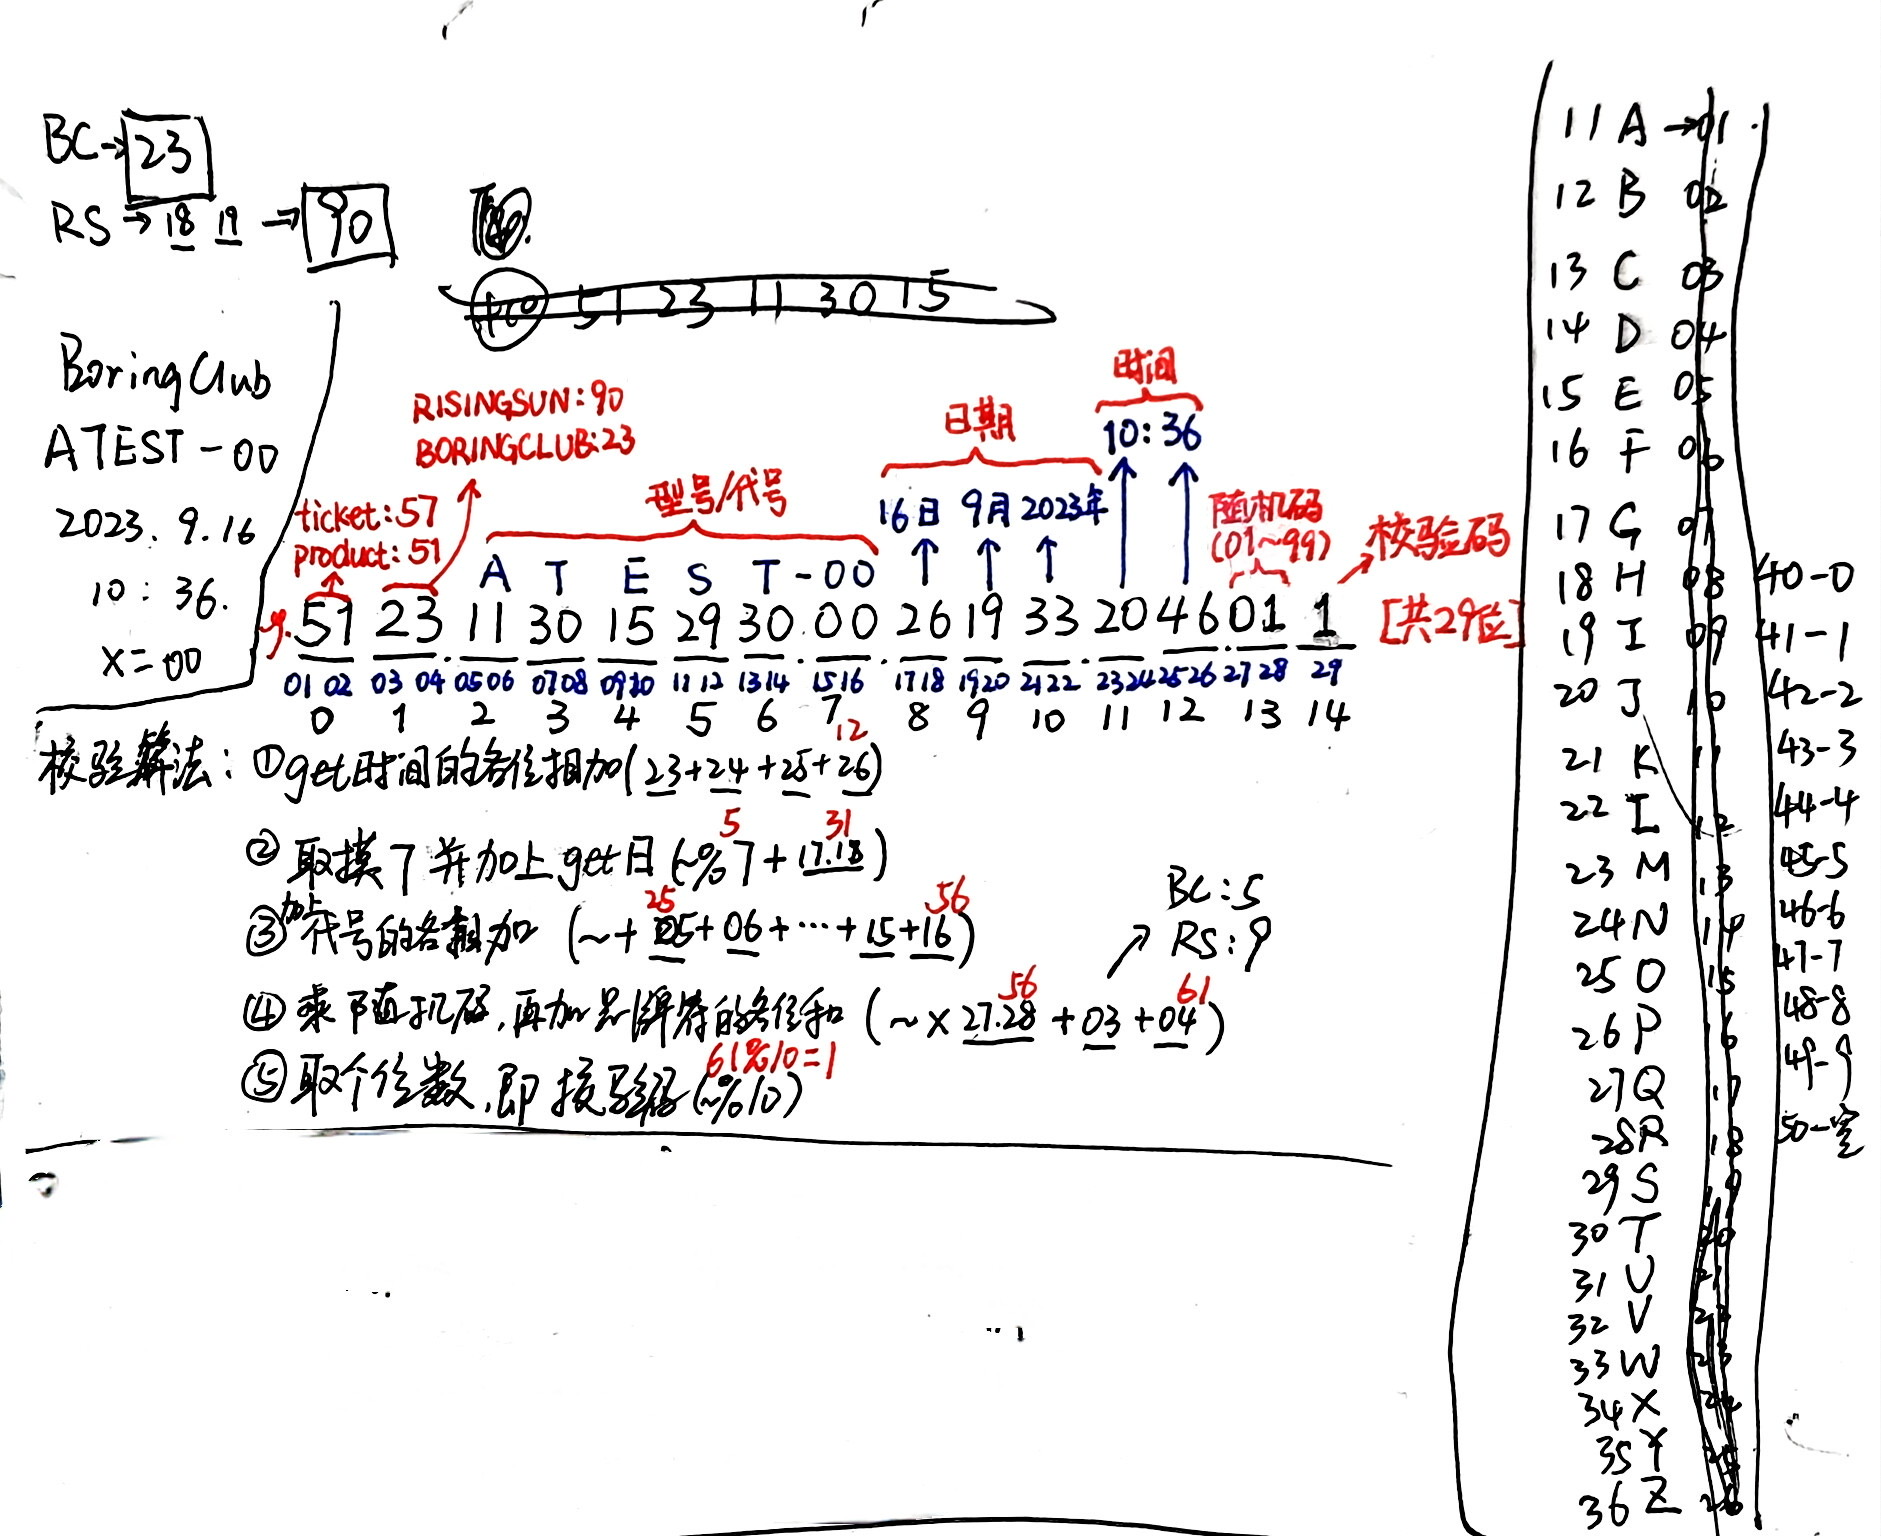 BC→ 23
RS → 18 19 → 90
51 23 11 30 15
BoringClub
ATEST-00
2023.9.16
10:36.
X=00
RISINGSUN:90
BORINGCLUB:23
ticket:57
product:51
型号/代号
日期
时间
10:36
16日 9月 2023年
随机码
(01~99)
校验码
A T E S T-00
51 23 11 30 15 29 30 00 26 19 33 20 46 01 1
[共29位]
01 02 03 04 05 06 07 08 09 10 11 12 13 14 15 16 17 18 19 20 21 22 23 24 25 26 27 28 29
0 1 2 3 4 5 6 7 8 9 10 11 12 13 14
12
校验算法: ①get时间的各位相加(23+24+25+26)
5 31
②取摸7并加上get日(~%7+17.18)
25 56
③加上代号的各相加 (~+05+06+…+15+16)
BC:5
RS:9
56 61
④乘随机码,再加品牌符的各位和 (~×27.28+03+04)
61%10=1
⑤取个位数,即校验码(~%10)
11 A →01
12 B 02
13 C 03
14 D 04
15 E 05
16 F 06
17 G 07
18 H 08
19 I 09
20 J 10
21 K 11
22 L 12
23 M 13
24 N 14
25 O 15
26 P 16
27 Q 17
28 R 18
29 S 19
30 T 20
31 U 21
32 V 22
33 W 23
34 X 24
35 Y 25
36 Z 26
40-0
41-1
42-2
43-3
44-4
45-5
46-6
47-7
48-8
49-9
50-空